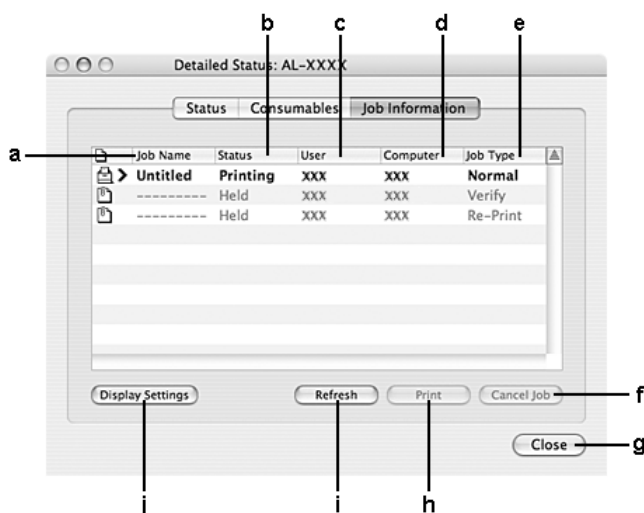 b c d e
Detailed Status: AL-XXXX
Status Consumables Job Information
a Job Name Status User Computer Job Type
Untitled Printing XXX XXX Normal
--------- Held XXX XXX Verify
--------- Held XXX XXX Re-Print
Display Settings Refresh Print Cancel Job f
Close g
j i h